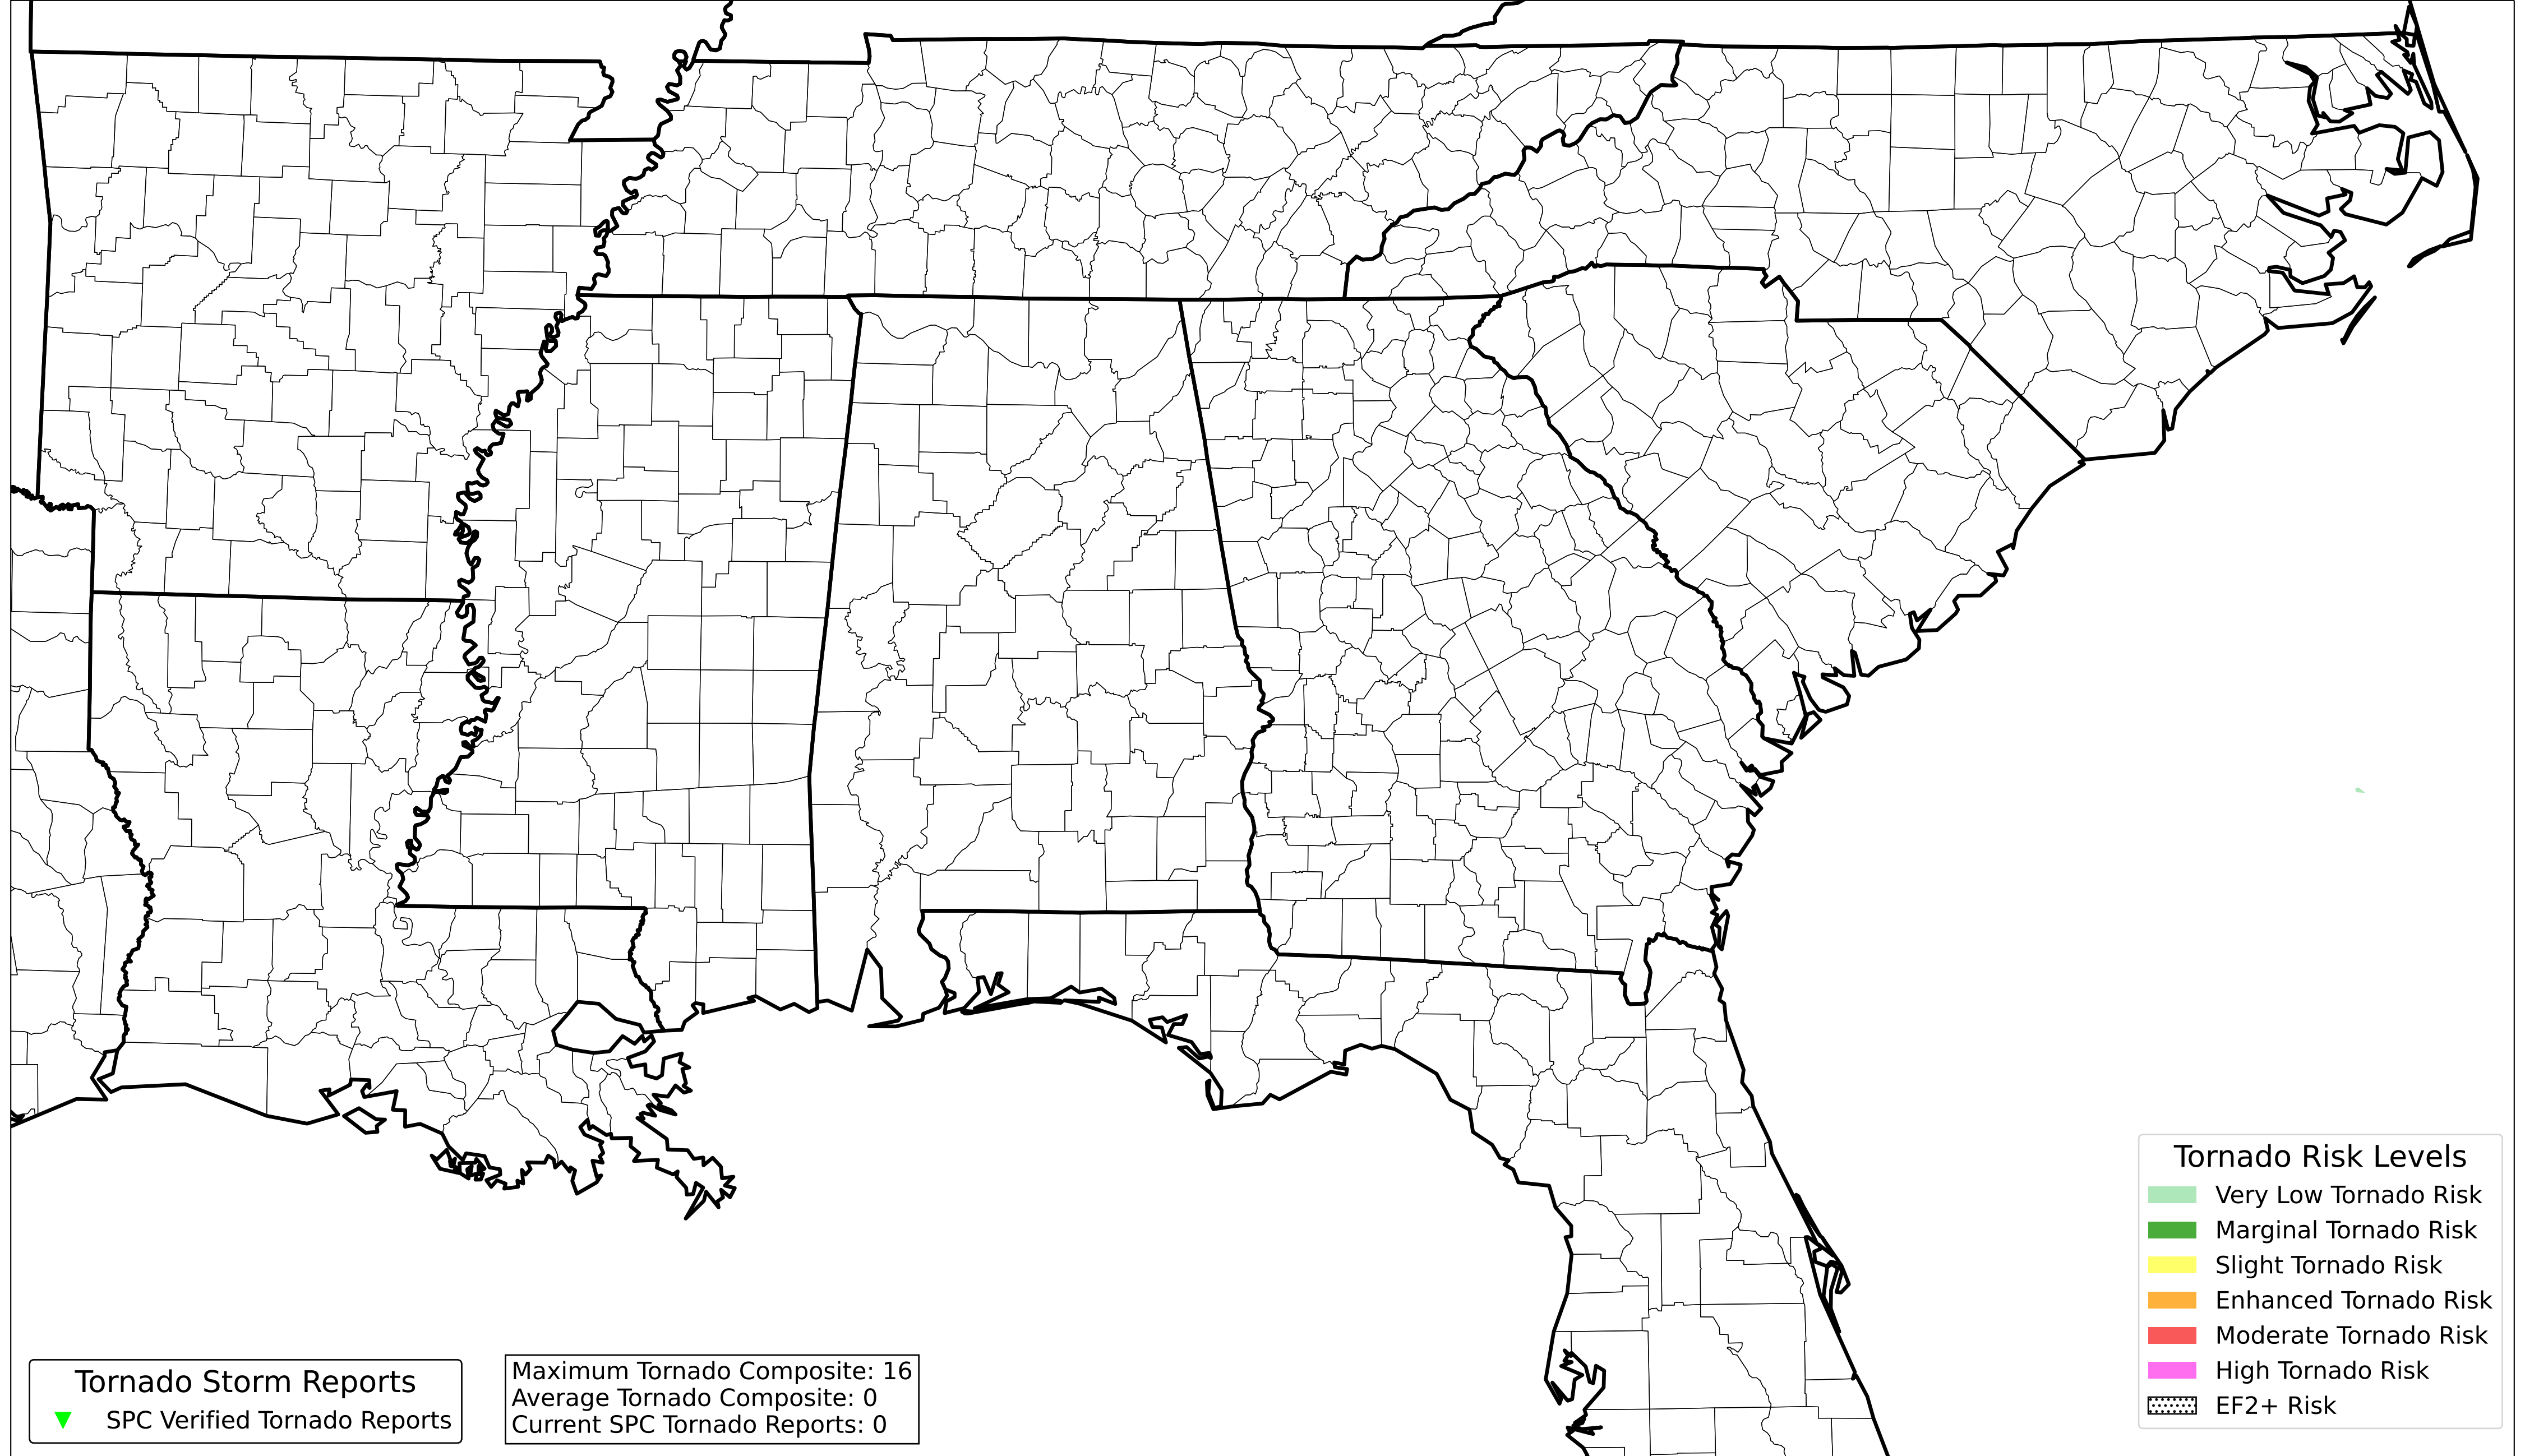 Tornado Risk Levels
Very Low Tornado Risk
Marginal Tornado Risk
Slight Tornado Risk
Enhanced Tornado Risk
Moderate Tornado Risk
High Tornado Risk
EF2+ Risk
Tornado Storm Reports
SPC Verified Tornado Reports
Maximum Tornado Composite: 16
Average Tornado Composite: 0
Current SPC Tornado Reports: 0